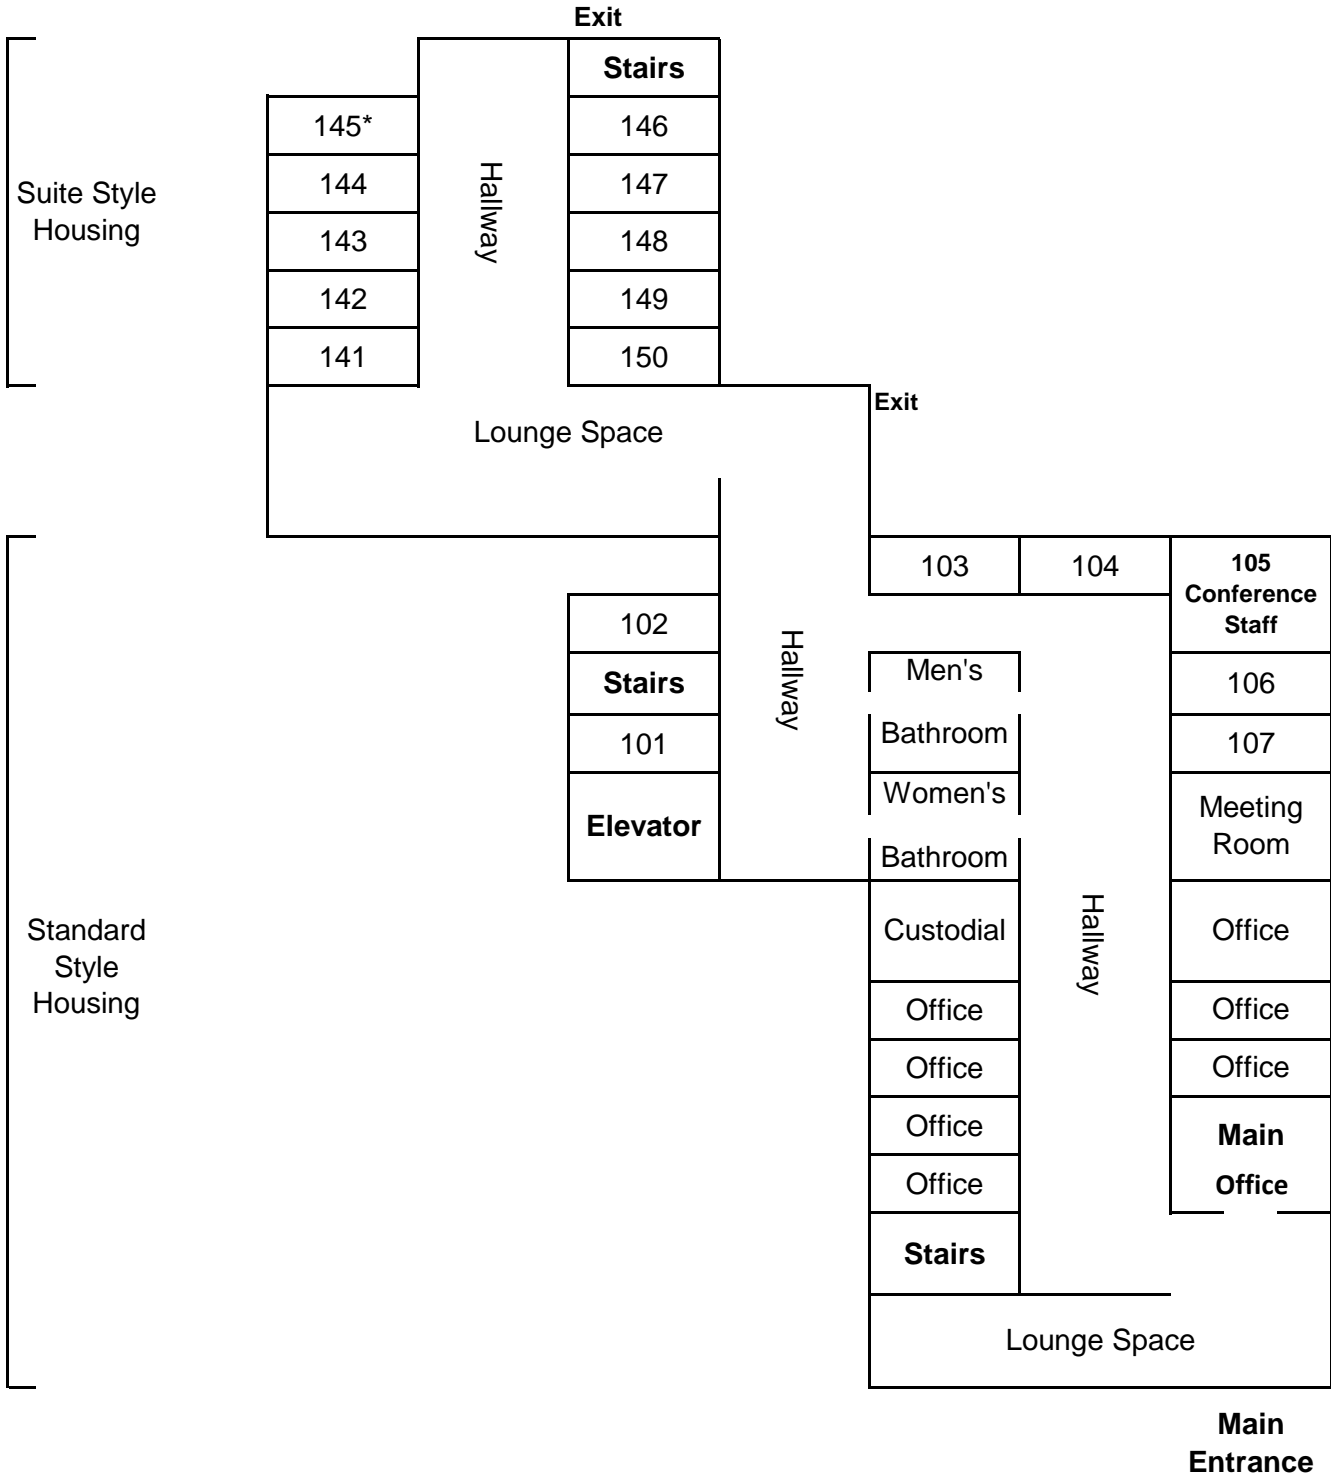 Exit
Stairs
145*
146
Hallway
144
147
Suite Style
Housing
143
148
142
149
141
150
Exit
Lounge Space
103
104
105
Conference
Staff
102
Hallway
Stairs
Men's
106
101
Bathroom
107
Women's
Elevator
Meeting
Room
Bathroom
Hallway
Standard
Style
Housing
Custodial
Office
Office
Office
Office
Office
Office
Main
Office
Office
Stairs
Lounge Space
Main
Entrance